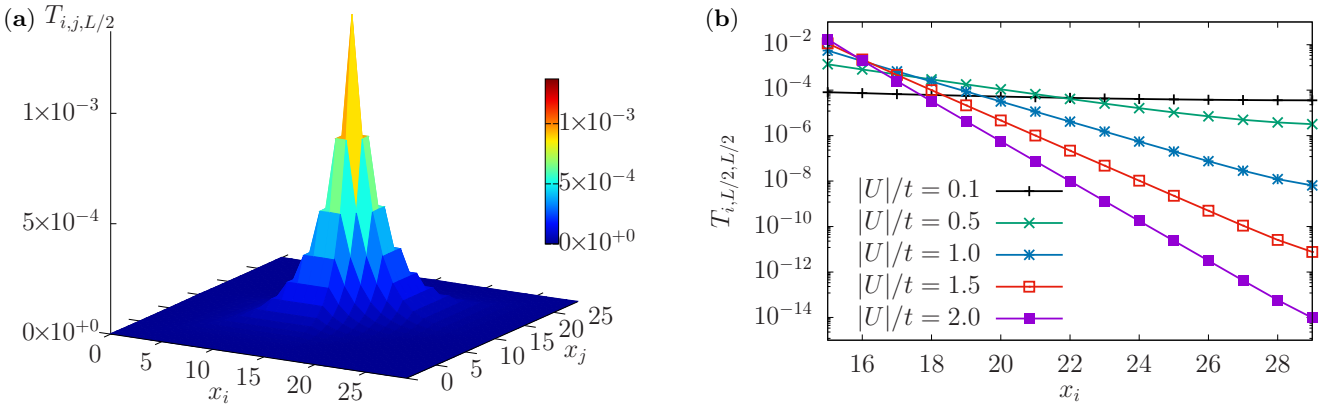 (a)
T_{i,j,L/2}
1×10^{-3}
5×10^{-4}
0×10^{+0}
0
5
10
15
20
25
x_i
0
5
10
15
20
25
x_j
1×10^{-3}
5×10^{-4}
0×10^{+0}
(b)
T_{i,L/2,L/2}
10^{-2}
10^{-4}
10^{-6}
10^{-8}
10^{-10}
10^{-12}
10^{-14}
|U|/t = 0.1
|U|/t = 0.5
|U|/t = 1.0
|U|/t = 1.5
|U|/t = 2.0
16 18 20 22 24 26 28
x_i